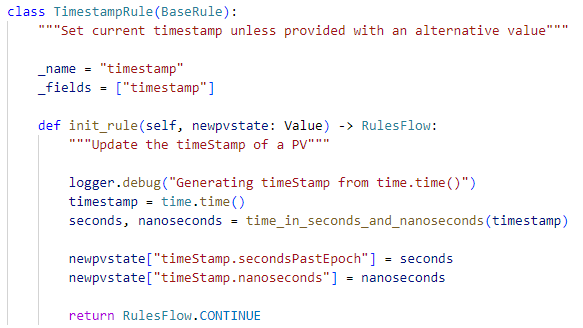 class TimestampRule(BaseRule):
    """Set current timestamp unless provided with an alternative value"""
    _name = "timestamp"
    _fields = ["timestamp"]
    def init_rule(self, newpvstate: Value) -> RulesFlow:
        """Update the timeStamp of a PV"""
        logger.debug("Generating timeStamp from time.time()")
        timestamp = time.time()
        seconds, nanoseconds = time_in_seconds_and_nanoseconds(timestamp)
        newpvstate["timeStamp.secondsPastEpoch"] = seconds
        newpvstate["timeStamp.nanoseconds"] = nanoseconds
        return RulesFlow.CONTINUE